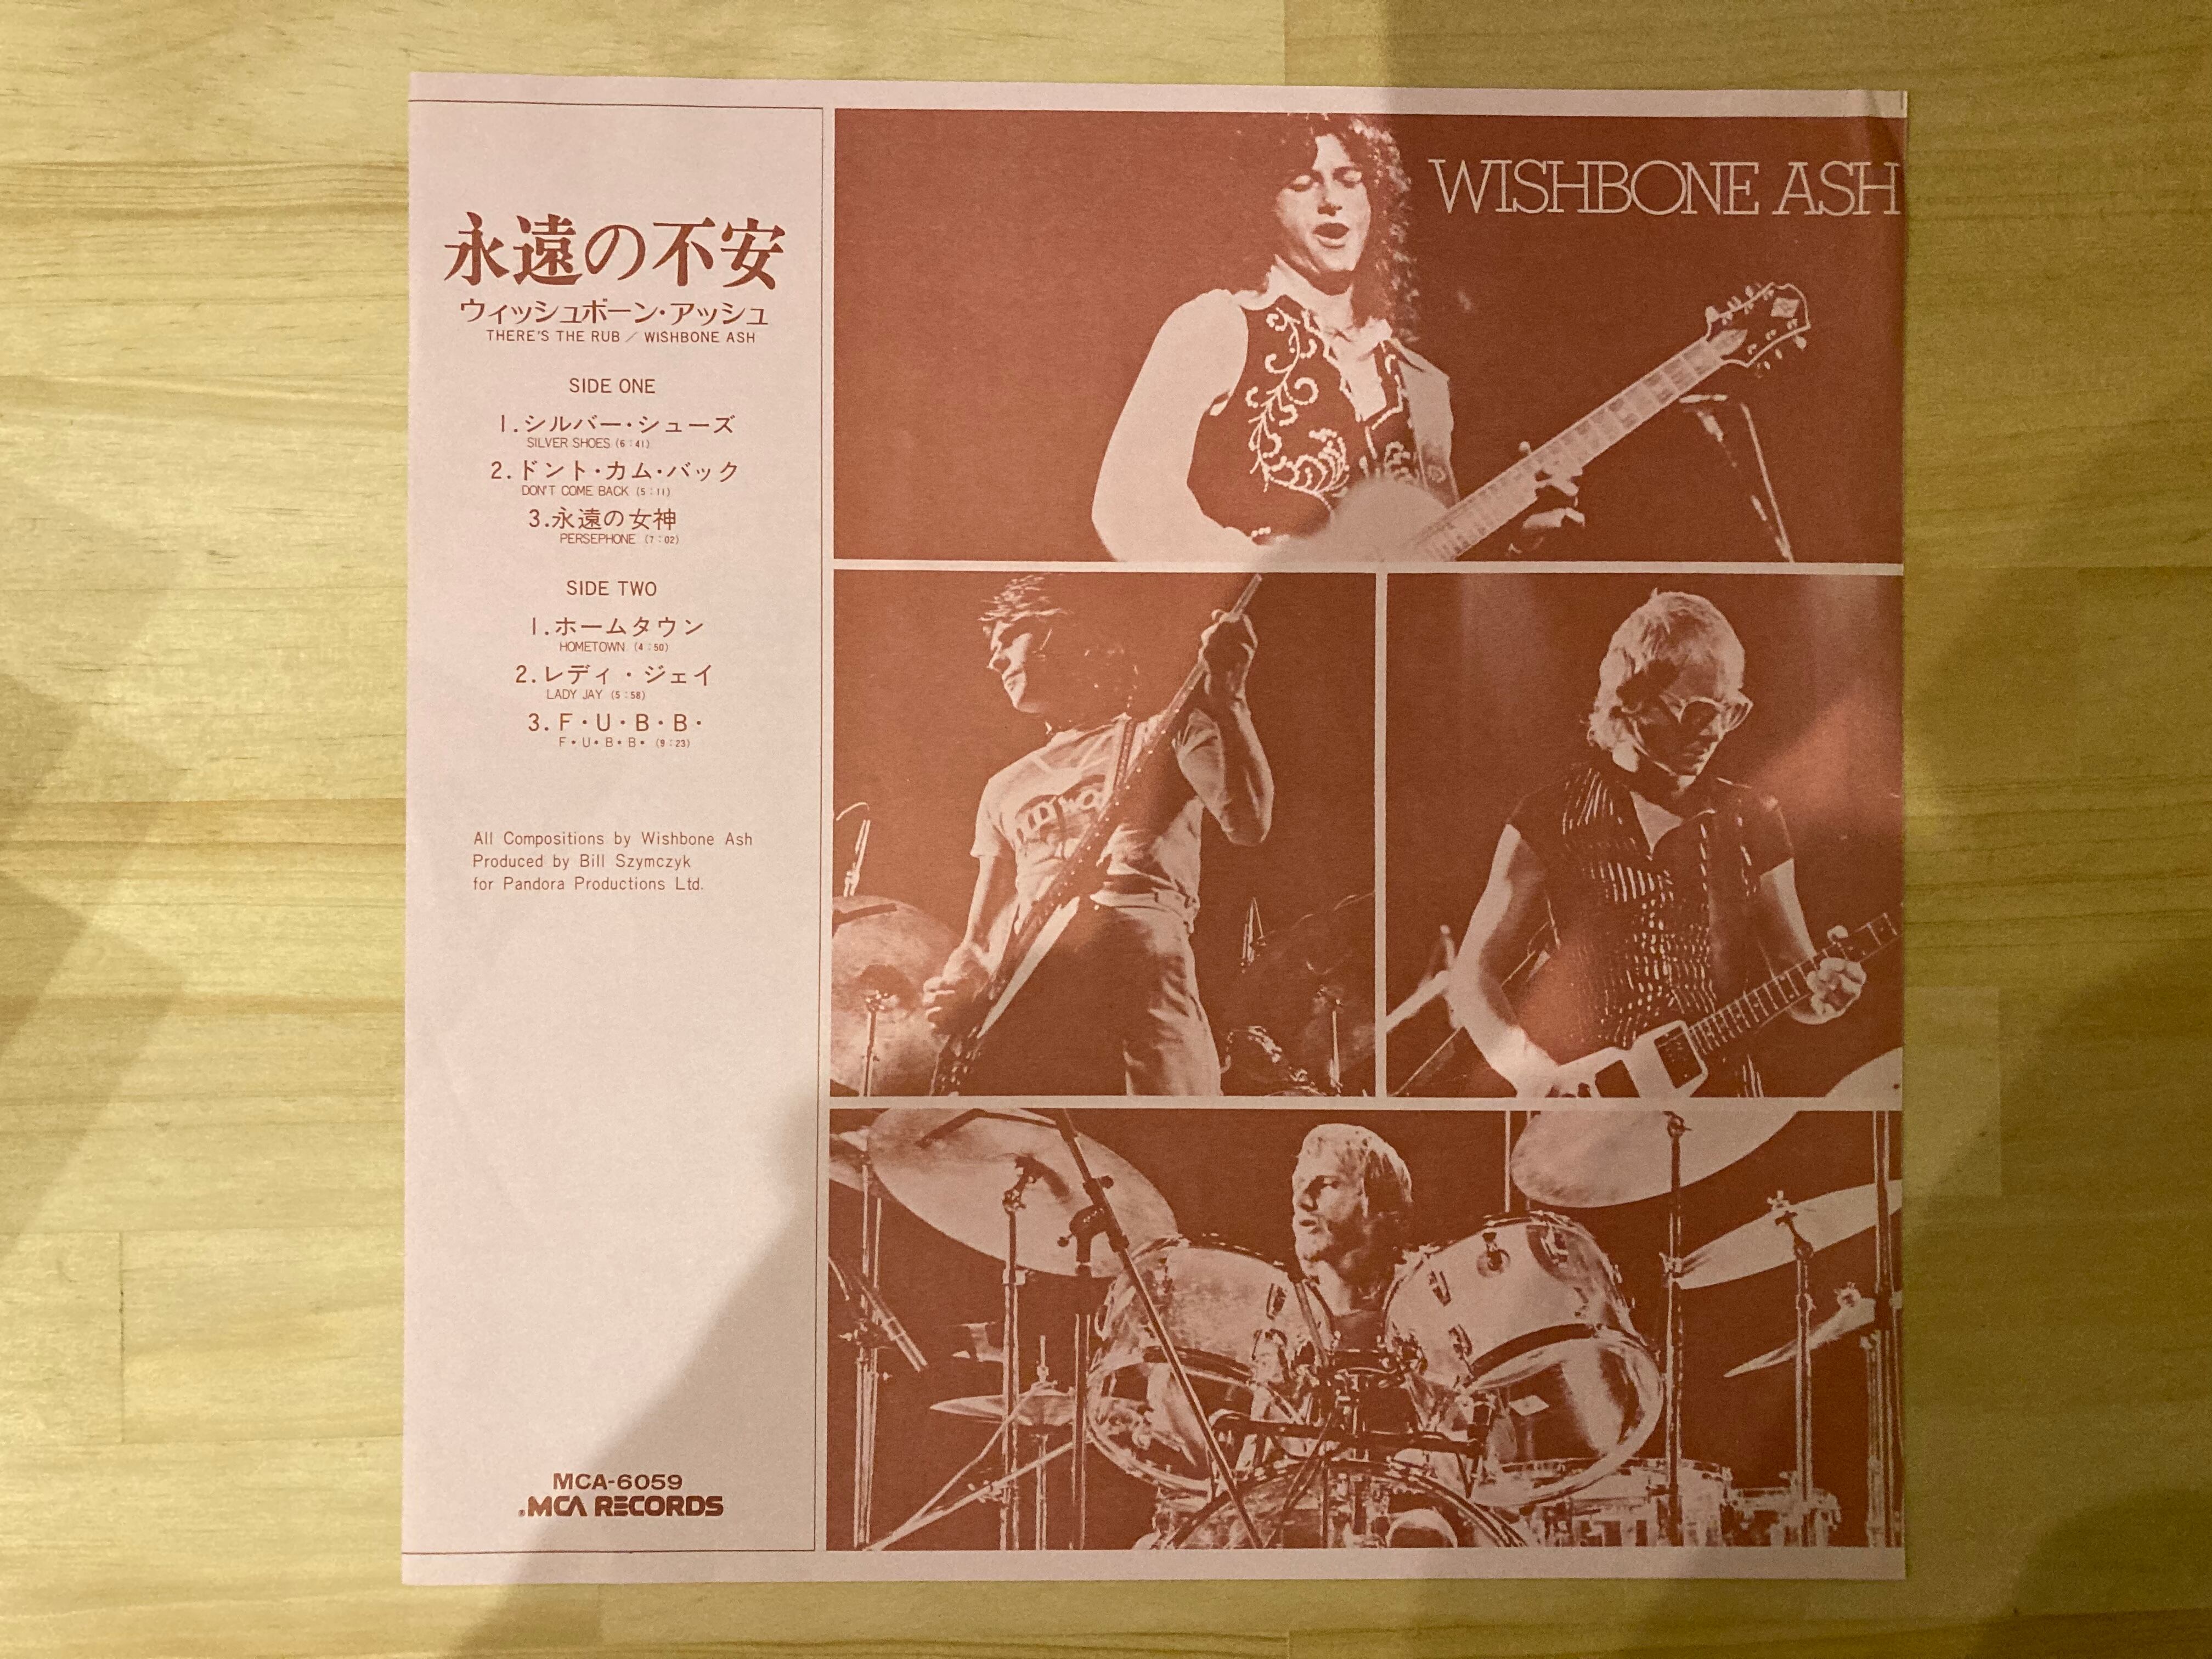 永遠の不安
ウィッシュボーン・アッシュ
THERE'S THE RUB / WISHBONE ASH
SIDE ONE
1.シルバー・シューズ
SILVER SHOES (6:41)
2.ドント・カム・バック
DON'T COME BACK (5:11)
3.永遠の女神
PERSEPHONE (7:02)
SIDE TWO
1.ホームタウン
HOMETOWN (4:50)
2.レディ・ジェイ
LADY JAY (5:58)
3.F・U・B・B・
F・U・B・B・ (9:23)
All Compositions by Wishbone Ash
Produced by Bill Szymczyk
for Pandora Productions Ltd.
MCA-6059
®MCA RECORDS
WISHBONE ASH